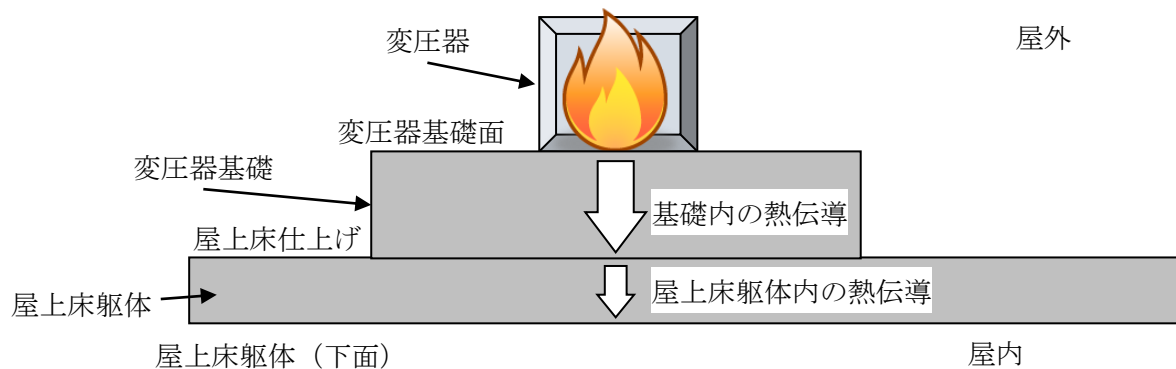 屋外
変圧器
変圧器基礎面
変圧器基礎
基礎内の熱伝導
屋上床仕上げ
屋上床躯体内の熱伝導
屋上床躯体
屋上床躯体（下面）
屋内